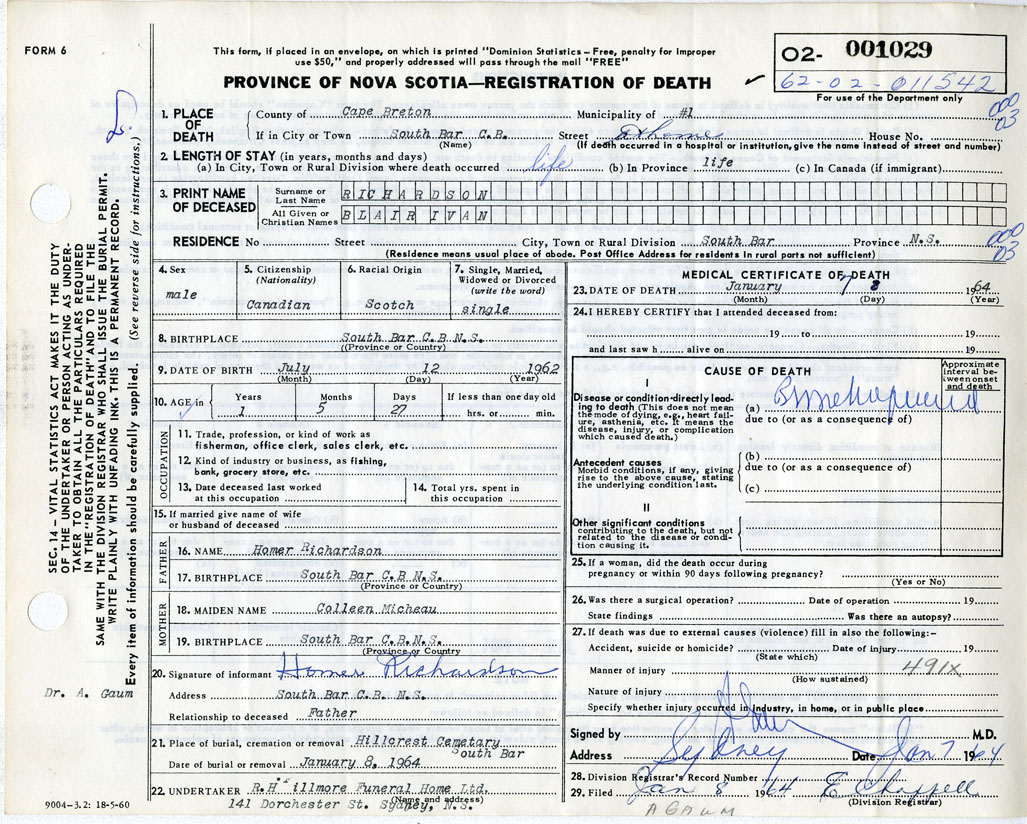 FORM 6
This form, if placed in an envelope, on which is printed "Dominion Statistics – Free, penalty for improper
use $50," and properly addressed will pass through the mail "FREE"
PROVINCE OF NOVA SCOTIA—REGISTRATION OF DEATH
O2- 001029
62-02-011542
For use of the Department only
1. PLACE OF DEATH
County of Cape Breton Municipality of #1
000
03
If in City or Town South Bar C.B. Street At home House No.
(Name) (If death occurred in a hospital or institution, give the name instead of street and number)
2. LENGTH OF STAY (in years, months and days)
(a) In City, Town or Rural Division where death occurred life (b) In Province life (c) In Canada (if immigrant)
3. PRINT NAME OF DECEASED
Surname or Last Name RICHARDSON
All Given or Christian Names BLAIR IVAN
RESIDENCE No Street City, Town or Rural Division South Bar Province N.S.
000
03
(Residence means usual place of abode. Post Office Address for residents in rural parts not sufficient)
4. Sex
male
5. Citizenship
(Nationality)
Canadian
6. Racial Origin
Scotch
7. Single, Married,
Widowed or Divorced
(write the word)
single
8. BIRTHPLACE South Bar C.B. N.S.
(Province or Country)
9. DATE OF BIRTH July 12 1962
(Month) (Day) (Year)
10. AGE in
Years Months Days If less than one day old
1 5 27 hrs. or min.
OCCUPATION
11. Trade, profession, or kind of work as
fisherman, office clerk, sales clerk, etc.
12. Kind of industry or business, as fishing,
bank, grocery store, etc.
13. Date deceased last worked
at this occupation
14. Total yrs. spent in
this occupation
15. If married give name of wife
or husband of deceased
FATHER
16. NAME Homer Richardson
17. BIRTHPLACE South Bar C.B N.S.
(Province or Country)
MOTHER
18. MAIDEN NAME Colleen Micheau
19. BIRTHPLACE South Bar C.B.N.S.
(Province or Country
20. Signature of informant Homer Richardson
Address South Bar C.B. N.S.
Relationship to deceased Father
21. Place of burial, cremation or removal Hillcrest Cemetary
South Bar
Date of burial or removal January 8, 1964
22. UNDERTAKER R.H Fillmore Funeral Home Ltd.
(Name and address)
141 Dorchester St. Sydney, N.S.
MEDICAL CERTIFICATE OF DEATH
23. DATE OF DEATH January 7 8 1964
(Month) (Day) (Year)
24. I HEREBY CERTIFY that I attended deceased from:
19 to 19
and last saw h alive on 19
CAUSE OF DEATH
Approximate
interval be-
tween onset
and death
I
Disease or condition directly lead-
ing to death (This does not mean
the mode of dying, e.g., heart fail-
ure, asthenia, etc. It means the
disease, injury, or complication
which caused death.)
(a)
due to (or as a consequence of)
Antecedent causes
Morbid conditions, if any, giving
rise to the above cause, stating
the underlying condition last.
(b)
due to (or as a consequence of)
(c)
II
Other significant conditions
contributing to the death, but not
related to the disease or condi-
tion causing it.
25. If a woman, did the death occur during
pregnancy or within 90 days following pregnancy?
(Yes or No)
26. Was there a surgical operation? Date of operation 19
State findings Was there an autopsy?
27. If death was due to external causes (violence) fill in also the following:–
Accident, suicide or homicide? Date of injury 19
(State which)
Manner of injury 491X
(How sustained)
Nature of injury
Specify whether injury occurred in industry, in home, or in public place
Signed by A Gaum M.D.
Address Sydney Date Jan 7 1964
28. Division Registrar's Record Number
29. Filed Jan 8 1964 E Chappell
(Division Registrar)
A GAUM
SEC. 14 – VITAL STATISTICS ACT MAKES IT THE DUTY
OF THE UNDERTAKER OR PERSON ACTING AS UNDER-
TAKER TO OBTAIN ALL THE PARTICULARS REQUIRED
IN THE "REGISTRATION OF DEATH" AND TO FILE THE
SAME WITH THE DIVISION REGISTRAR WHO SHALL ISSUE THE BURIAL PERMIT.
WRITE PLAINLY WITH UNFADING INK. THIS IS A PERMANENT RECORD.
Every item of information should be carefully supplied. (See reverse side for instructions.)
Dr. A. Gaum
9004–3.2: 18-5-60